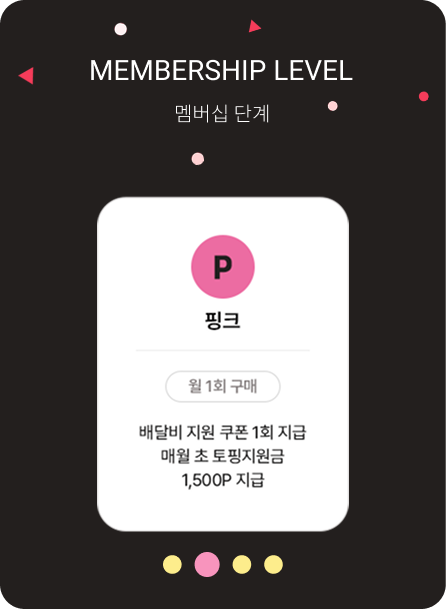 MEMBERSHIP LEVEL
멤버십 단계
P
핑크
월 1회 구매
배달비 지원 쿠폰 1회 지급
매월 초 토핑지원금
1,500P 지급